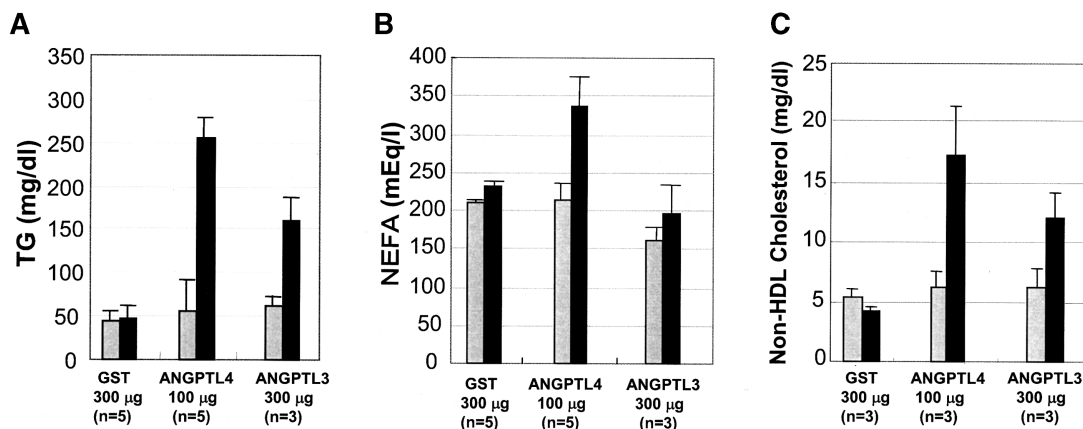 A
TG (mg/dl)
350
300
250
200
150
100
50
0
GST
300 µg
(n=5)
ANGPTL4
100 µg
(n=5)
ANGPTL3
300 µg
(n=3)
B
NEFA (mEq/l)
400
350
300
250
200
150
100
50
0
GST
300 µg
(n=5)
ANGPTL4
100 µg
(n=5)
ANGPTL3
300 µg
(n=3)
C
Non-HDL Cholesterol (mg/dl)
25
20
15
10
5
0
GST
300 µg
(n=3)
ANGPTL4
100 µg
(n=3)
ANGPTL3
300 µg
(n=3)